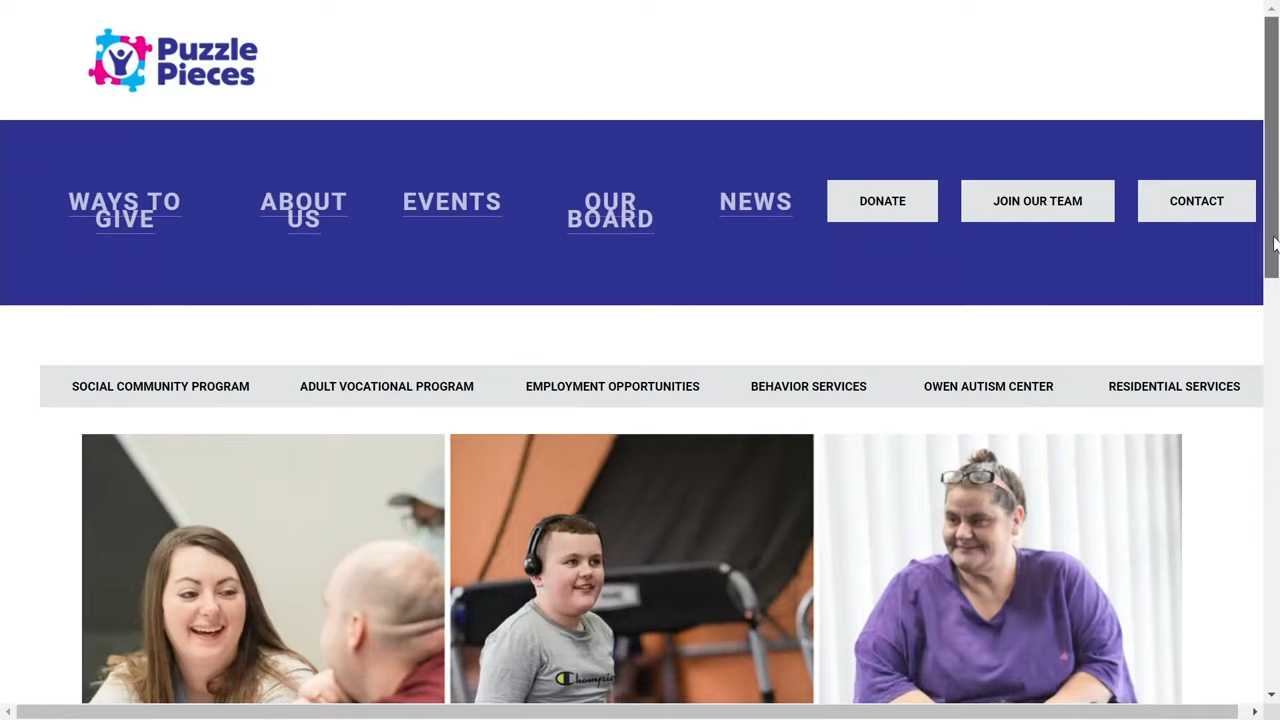 Puzzle
Pieces
WAYS TO
GIVE
ABOUT
US
EVENTS
OUR
BOARD
NEWS
DONATE
JOIN OUR TEAM
CONTACT
SOCIAL COMMUNITY PROGRAM
ADULT VOCATIONAL PROGRAM
EMPLOYMENT OPPORTUNITIES
BEHAVIOR SERVICES
OWEN AUTISM CENTER
RESIDENTIAL SERVICES
Champio